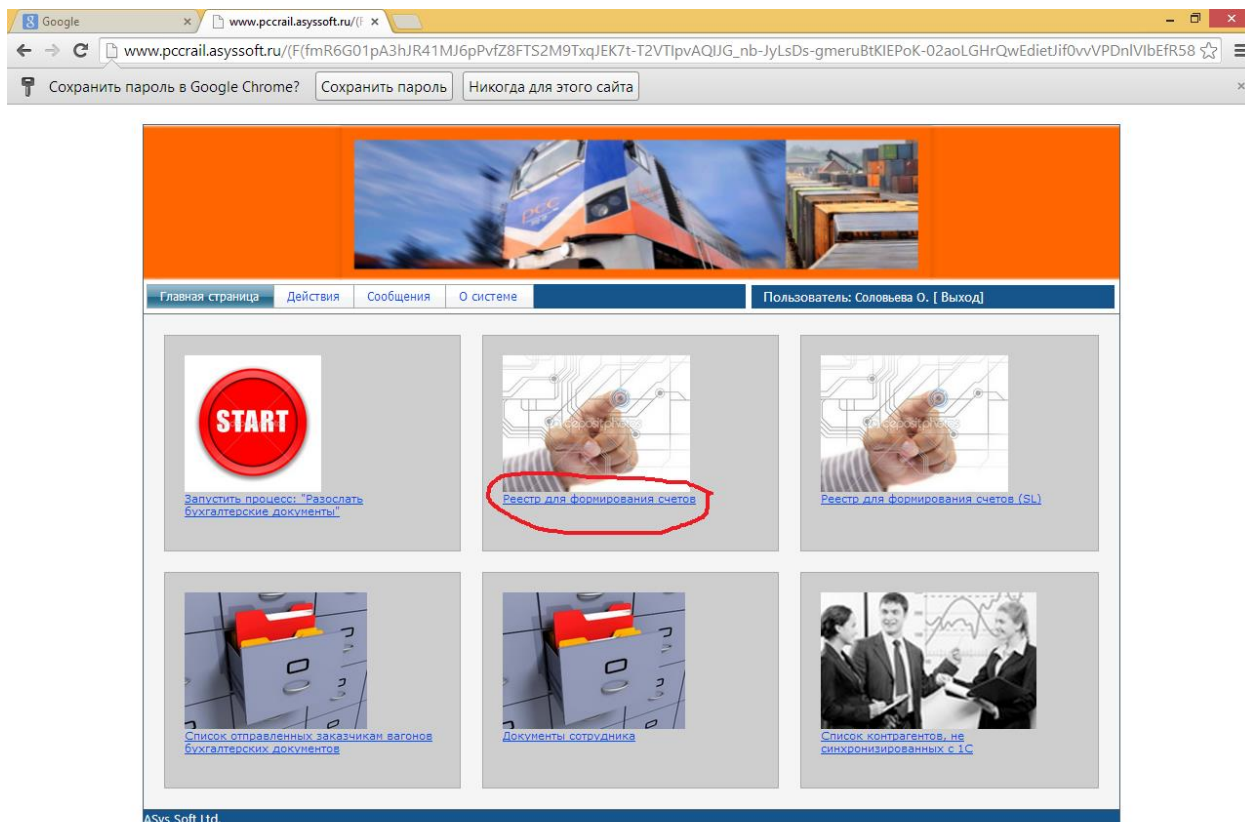 Google
www.pccrail.asyssoft.ru/(F
www.pccrail.asyssoft.ru/(F(fmR6G01pA3hJR41MJ6pPvfZ8FTS2M9TxqJEK7t-T2VTIpvAQIJG_nb-JyLsDs-gmeruBtKIEPoK-02aoLGHrQwEdietJif0vvVPDnlVIbEfR58
Сохранить пароль в Google Chrome? Сохранить пароль Никогда для этого сайта
pcc
Главная страница Действия Сообщения О системе Пользователь: Соловьева О. [ Выход]
START
depositphotos
depositphotos
Запустить процесс: "Разослать
бухгалтерские документы"
Реестр для формирования счетов
Реестр для формирования счетов (SL)
Список отправленных заказчикам вагонов
бухгалтерских документов
Документы сотрудника
Список контрагентов, не
синхронизированных с 1С
ASys Soft Ltd.